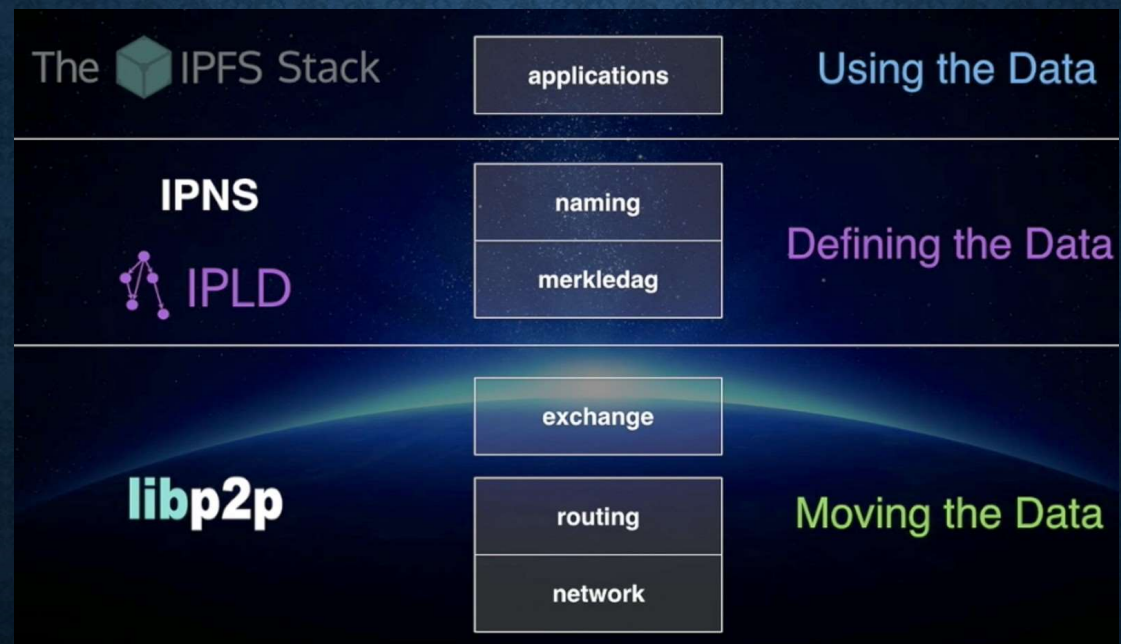 The IPFS Stack
applications
Using the Data
IPNS
naming
Defining the Data
IPLD
merkledag
exchange
libp2p
routing
Moving the Data
network